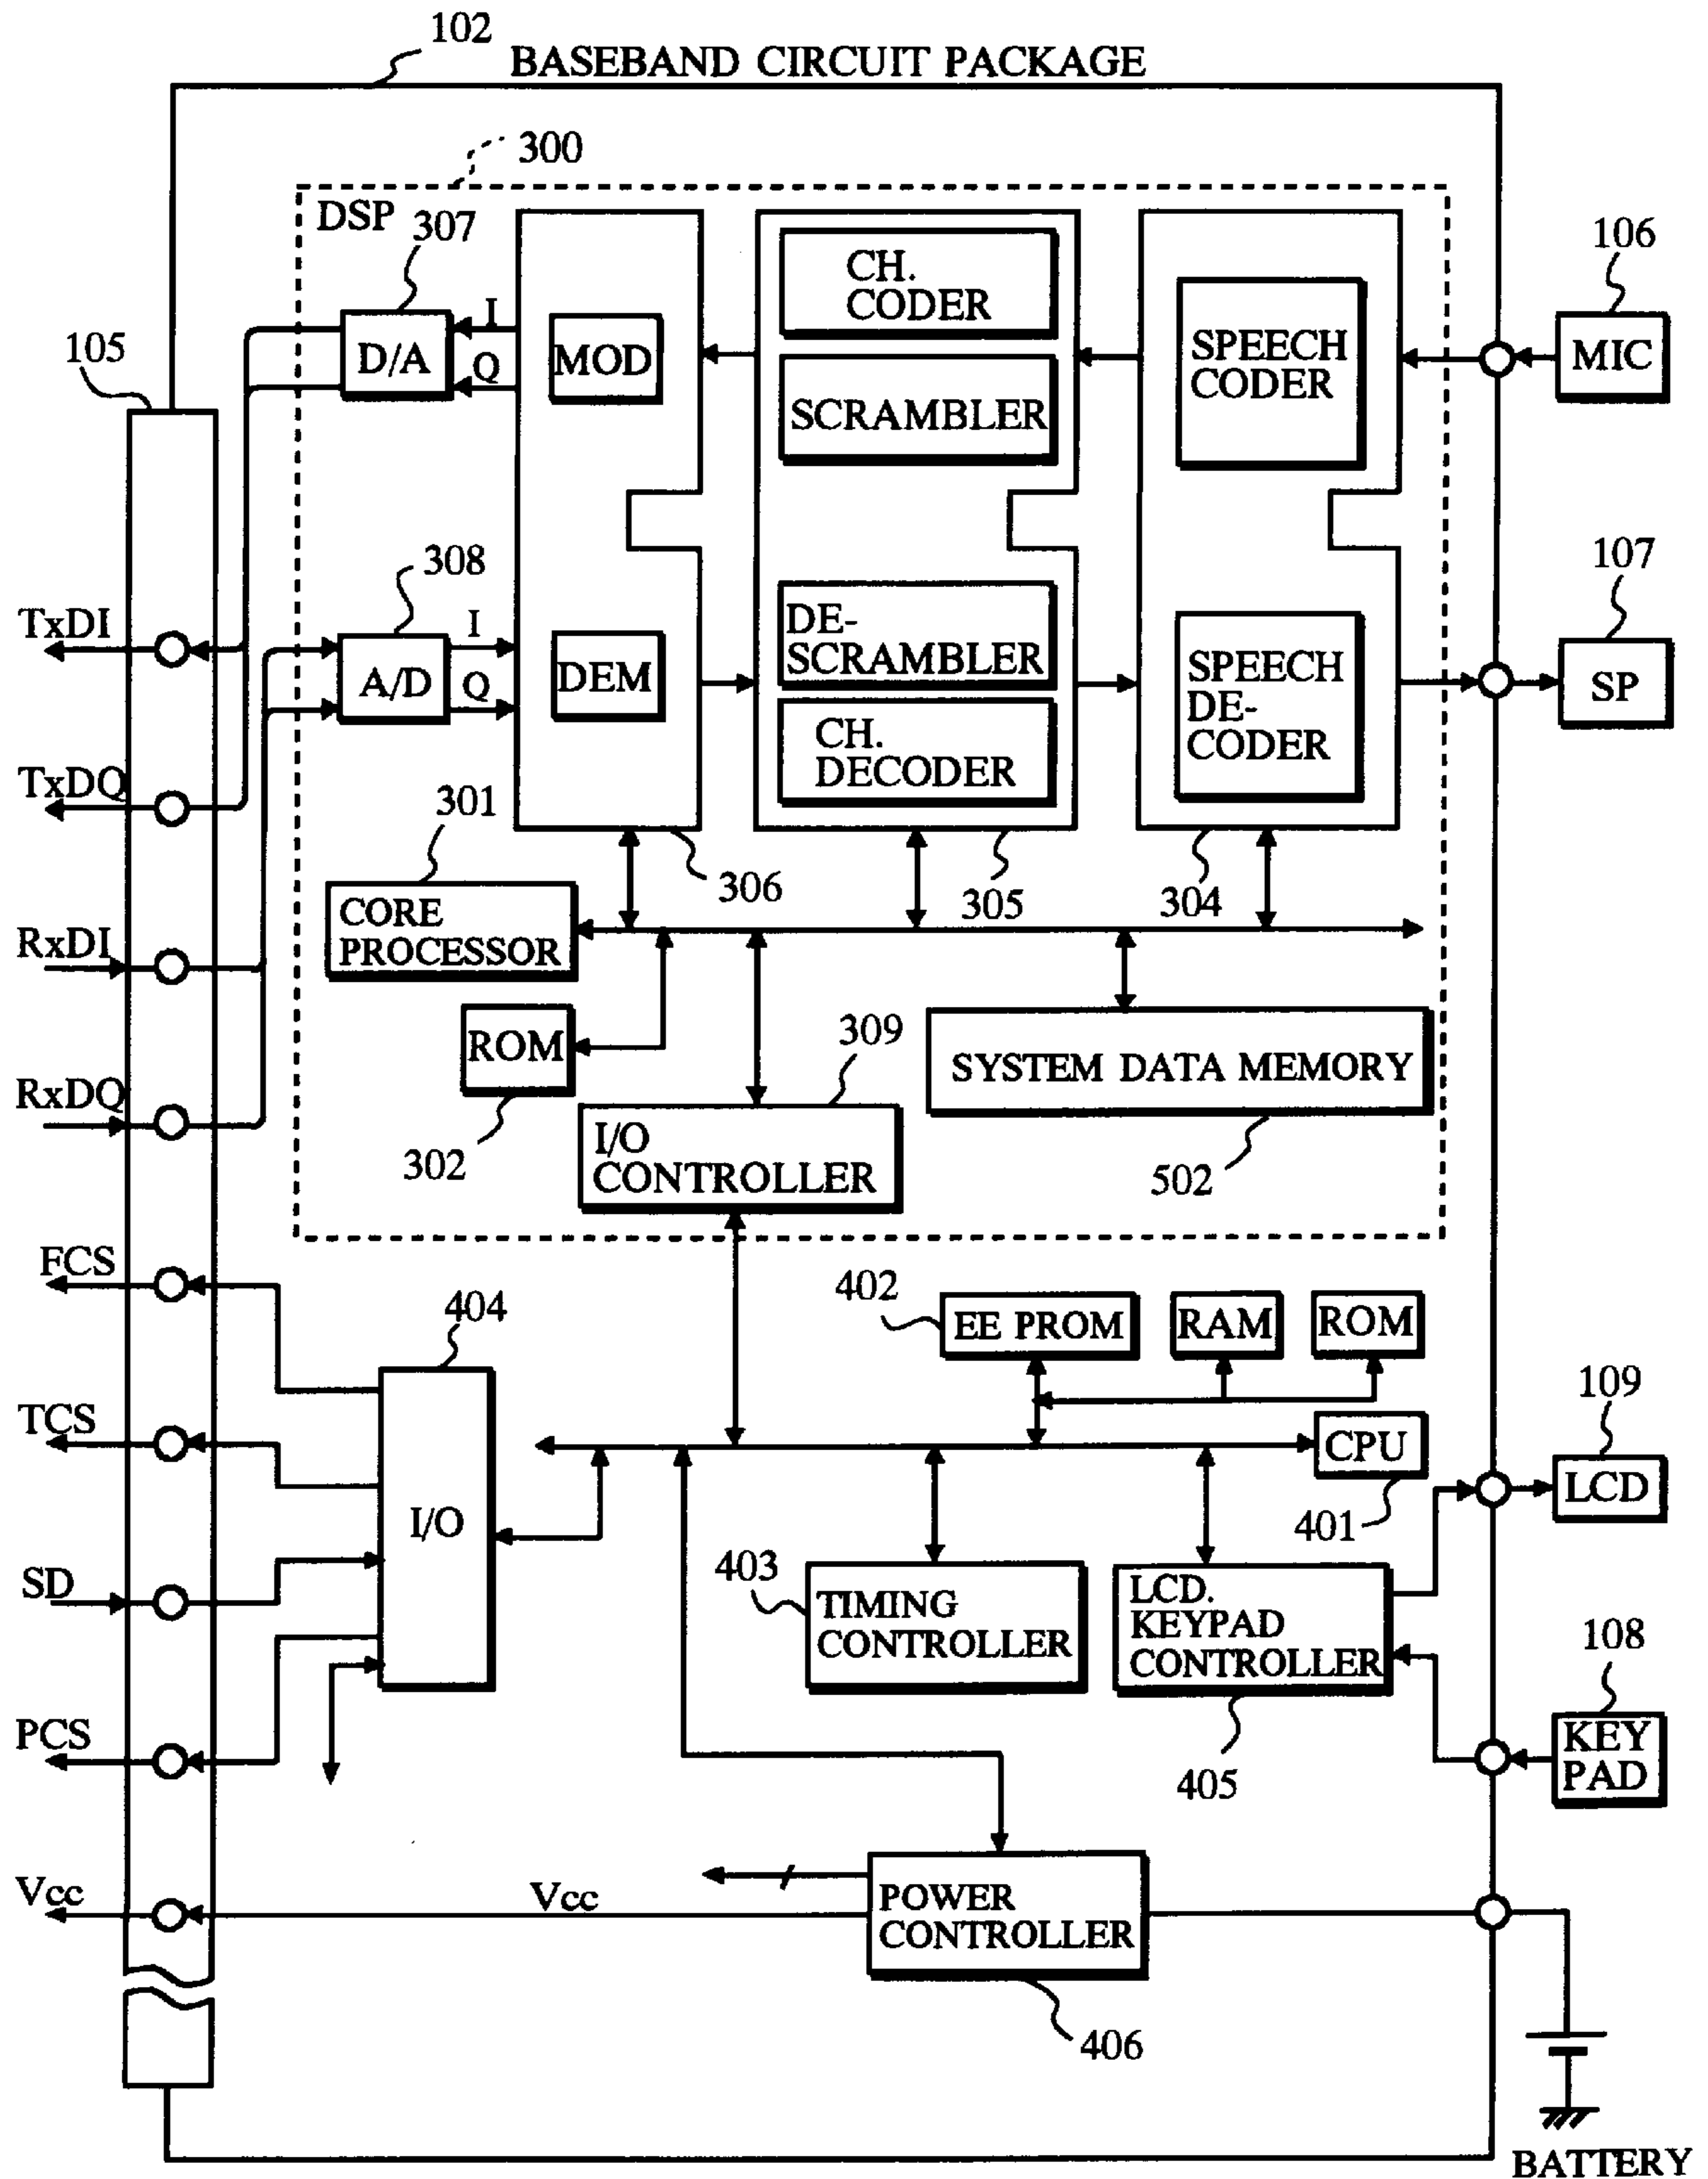 102
BASEBAND CIRCUIT PACKAGE
300
DSP
307
D/A
I
Q
MOD
CH.
CODER
SCRAMBLER
SPEECH
CODER
106
MIC
105
308
A/D
I
Q
DEM
DE-
SCRAMBLER
CH.
DECODER
SPEECH
DE-
CODER
107
SP
TxDI
TxDQ
RxDI
RxDQ
301
CORE
PROCESSOR
306
305
304
ROM
302
309
I/O
CONTROLLER
SYSTEM DATA MEMORY
502
FCS
TCS
SD
PCS
Vcc
404
I/O
402
EE PROM
RAM
ROM
CPU
401
109
LCD
403
TIMING
CONTROLLER
LCD.
KEYPAD
CONTROLLER
405
108
KEY
PAD
Vcc
POWER
CONTROLLER
406
BATTERY